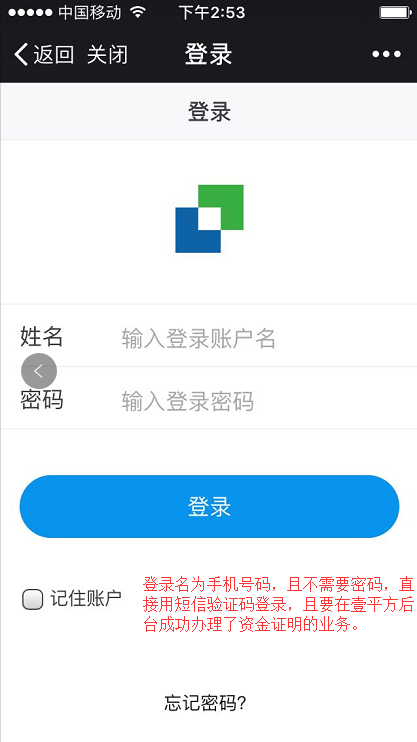 中国移动 下午2:53
返回 关闭 登录
登录
姓名 输入登录账户名
密码 输入登录密码
登录
记住账户
登录名为手机号码，且不需要密码，直
接用短信验证码登录，且要在壹平方后
台成功办理了资金证明的业务。
忘记密码?